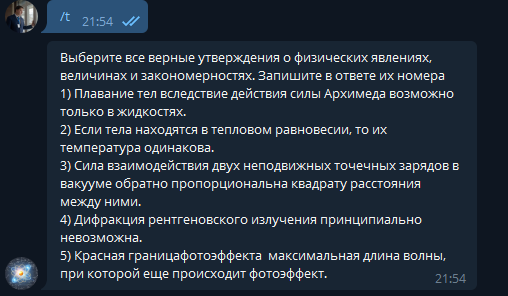 /t 21:54
Выберите все верные утверждения о физических явлениях,
величинах и закономерностях. Запишите в ответе их номера
1) Плавание тел вследствие действия силы Архимеда возможно
только в жидкостях.
2) Если тела находятся в тепловом равновесии, то их
температура одинакова.
3) Сила взаимодействия двух неподвижных точечных зарядов в
вакууме обратно пропорциональна квадрату расстояния
между ними.
4) Дифракция рентгеновского излучения принципиально
невозможна.
5) Красная границафотоэффекта максимальная длина волны,
при которой еще происходит фотоэффект. 21:54